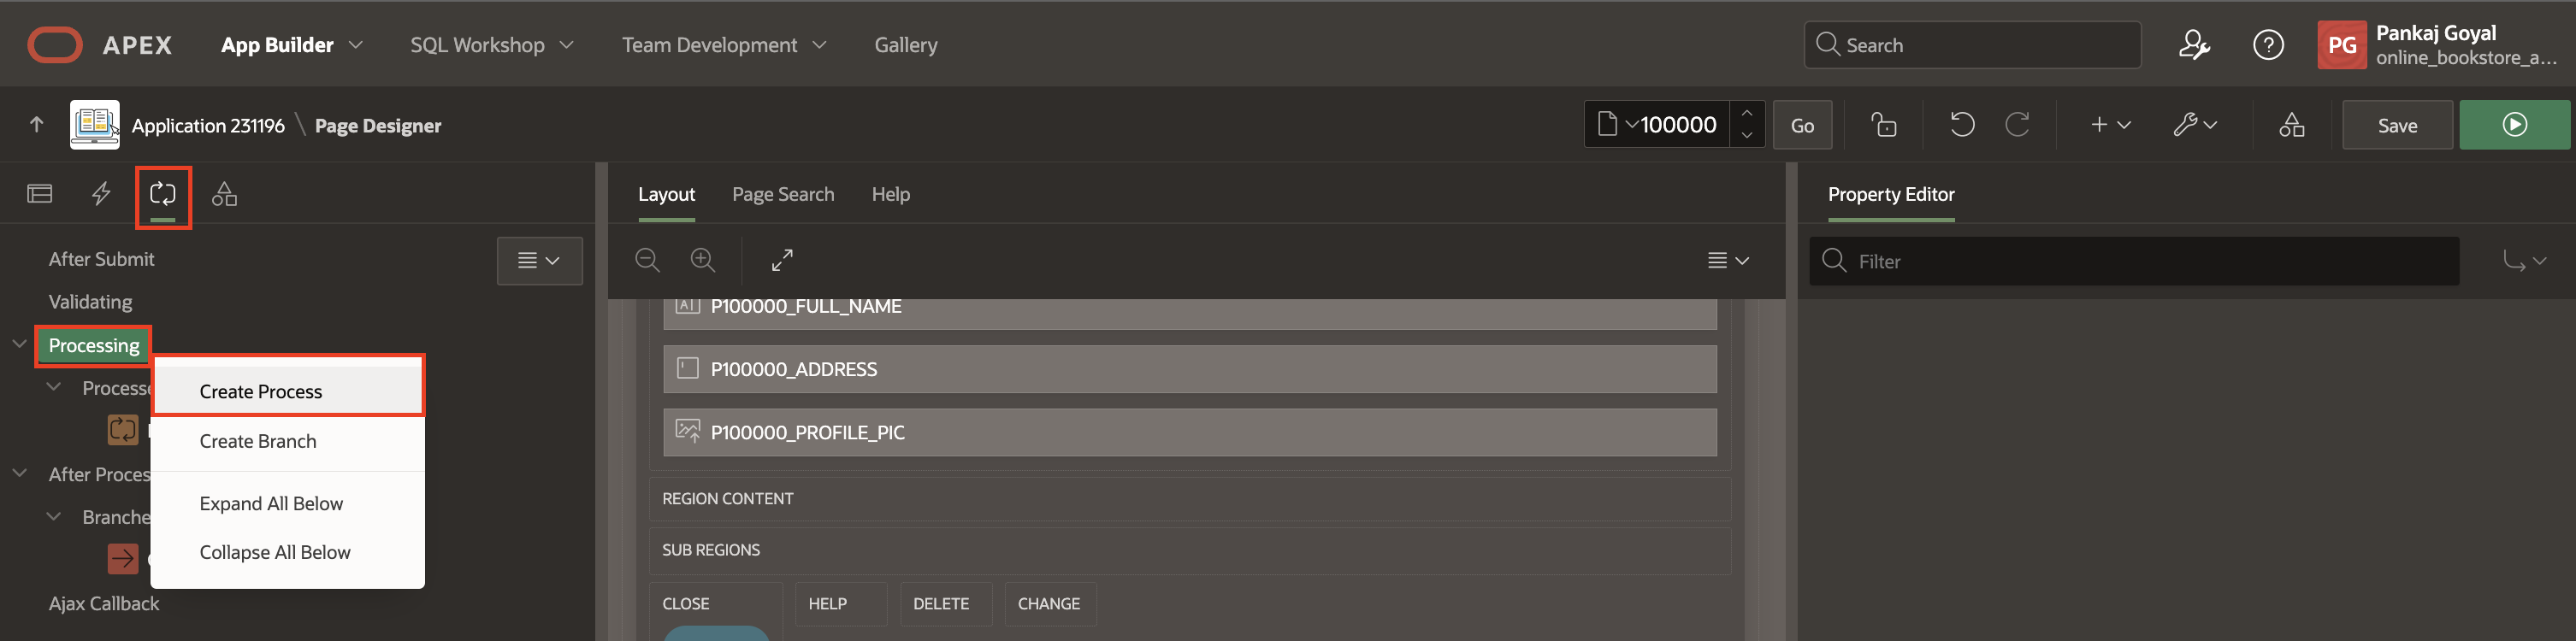 APEX App Builder SQL Workshop Team Development Gallery Search PG Pankaj Goyal
online_bookstore_a...
Application 231196 \ Page Designer 100000 Go Save
Layout Page Search Help Property Editor
After Submit
Filter
Validating
P100000_FULL_NAME
Processing
P100000_ADDRESS
Create Process
P100000_PROFILE_PIC
Create Branch
After Proces
REGION CONTENT
Expand All Below
Branche
SUB REGIONS
Collapse All Below
Ajax Callback
CLOSE HELP DELETE CHANGE